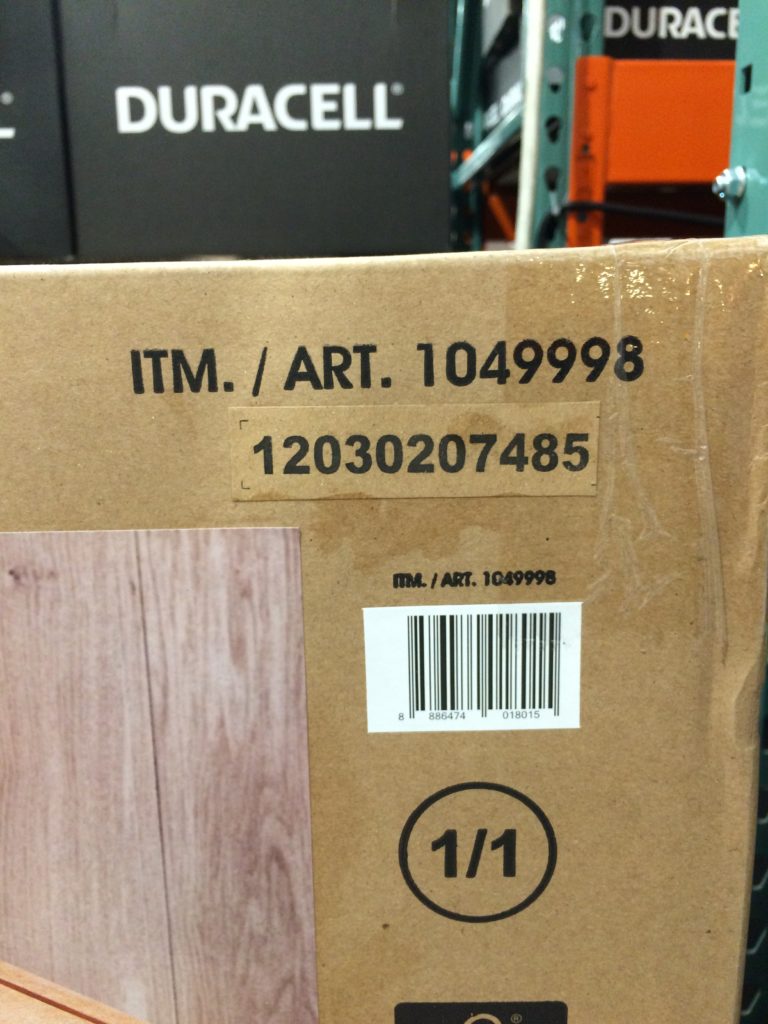 DURACELL®
DURACE
ITM. / ART. 1049998
12030207485
ITM. / ART. 1049998
8 886474 018015
1/1
®